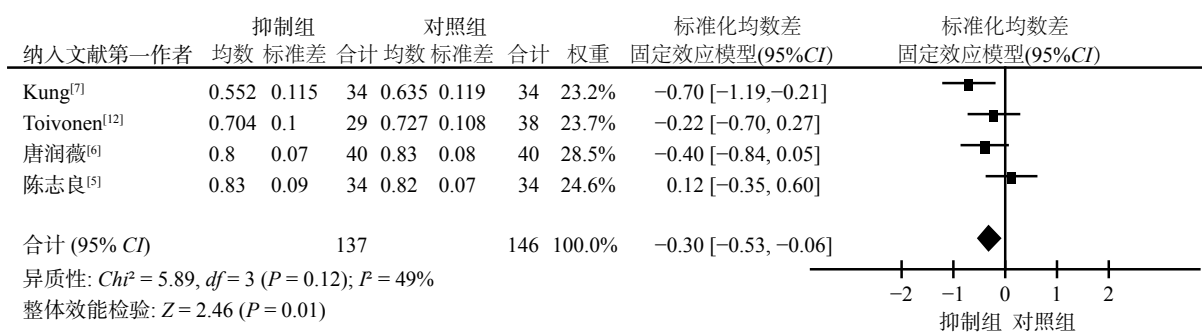 抑制组 对照组 标准化均数差 标准化均数差
纳入文献第一作者 均数 标准差 合计 均数 标准差 合计 权重 固定效应模型(95%CI) 固定效应模型(95%CI)
Kung[7] 0.552 0.115 34 0.635 0.119 34 23.2% −0.70 [−1.19,−0.21]
Toivonen[12] 0.704 0.1 29 0.727 0.108 38 23.7% −0.22 [−0.70, 0.27]
唐润薇[6] 0.8 0.07 40 0.83 0.08 40 28.5% −0.40 [−0.84, 0.05]
陈志良[5] 0.83 0.09 34 0.82 0.07 34 24.6% 0.12 [−0.35, 0.60]
合计 (95% CI) 137 146 100.0% −0.30 [−0.53, −0.06]
异质性: Chi² = 5.89, df = 3 (P = 0.12); I² = 49%
整体效能检验: Z = 2.46 (P = 0.01)
−2 −1 0 1 2
抑制组 对照组